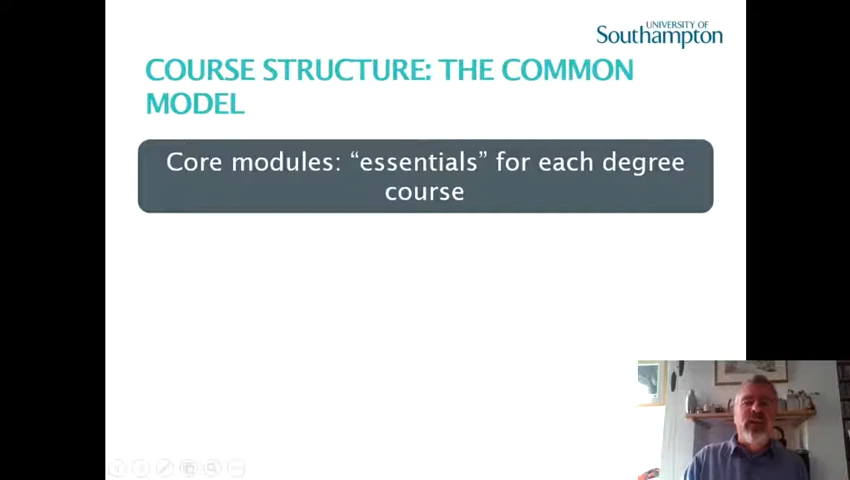 UNIVERSITY OF
Southampton
COURSE STRUCTURE: THE COMMON
MODEL
Core modules: “essentials” for each degree
course